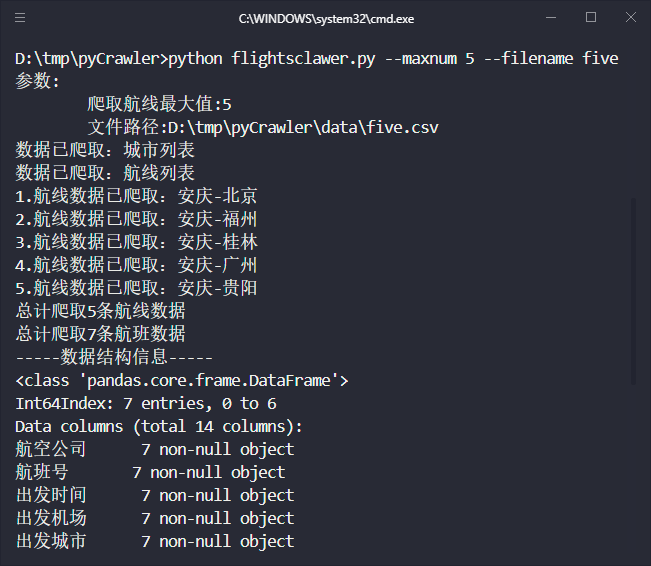 C:\WINDOWS\system32\cmd.exe
D:\tmp\pyCrawler>python flightsclawer.py --maxnum 5 --filename five
参数:
爬取航线最大值:5
文件路径:D:\tmp\pyCrawler\data\five.csv
数据已爬取: 城市列表
数据已爬取: 航线列表
1.航线数据已爬取: 安庆-北京
2.航线数据已爬取: 安庆-福州
3.航线数据已爬取: 安庆-桂林
4.航线数据已爬取: 安庆-广州
5.航线数据已爬取: 安庆-贵阳
总计爬取5条航线数据
总计爬取7条航班数据
-----数据结构信息-----
<class 'pandas.core.frame.DataFrame'>
Int64Index: 7 entries, 0 to 6
Data columns (total 14 columns):
航空公司      7 non-null object
航班号       7 non-null object
出发时间      7 non-null object
出发机场      7 non-null object
出发城市      7 non-null object